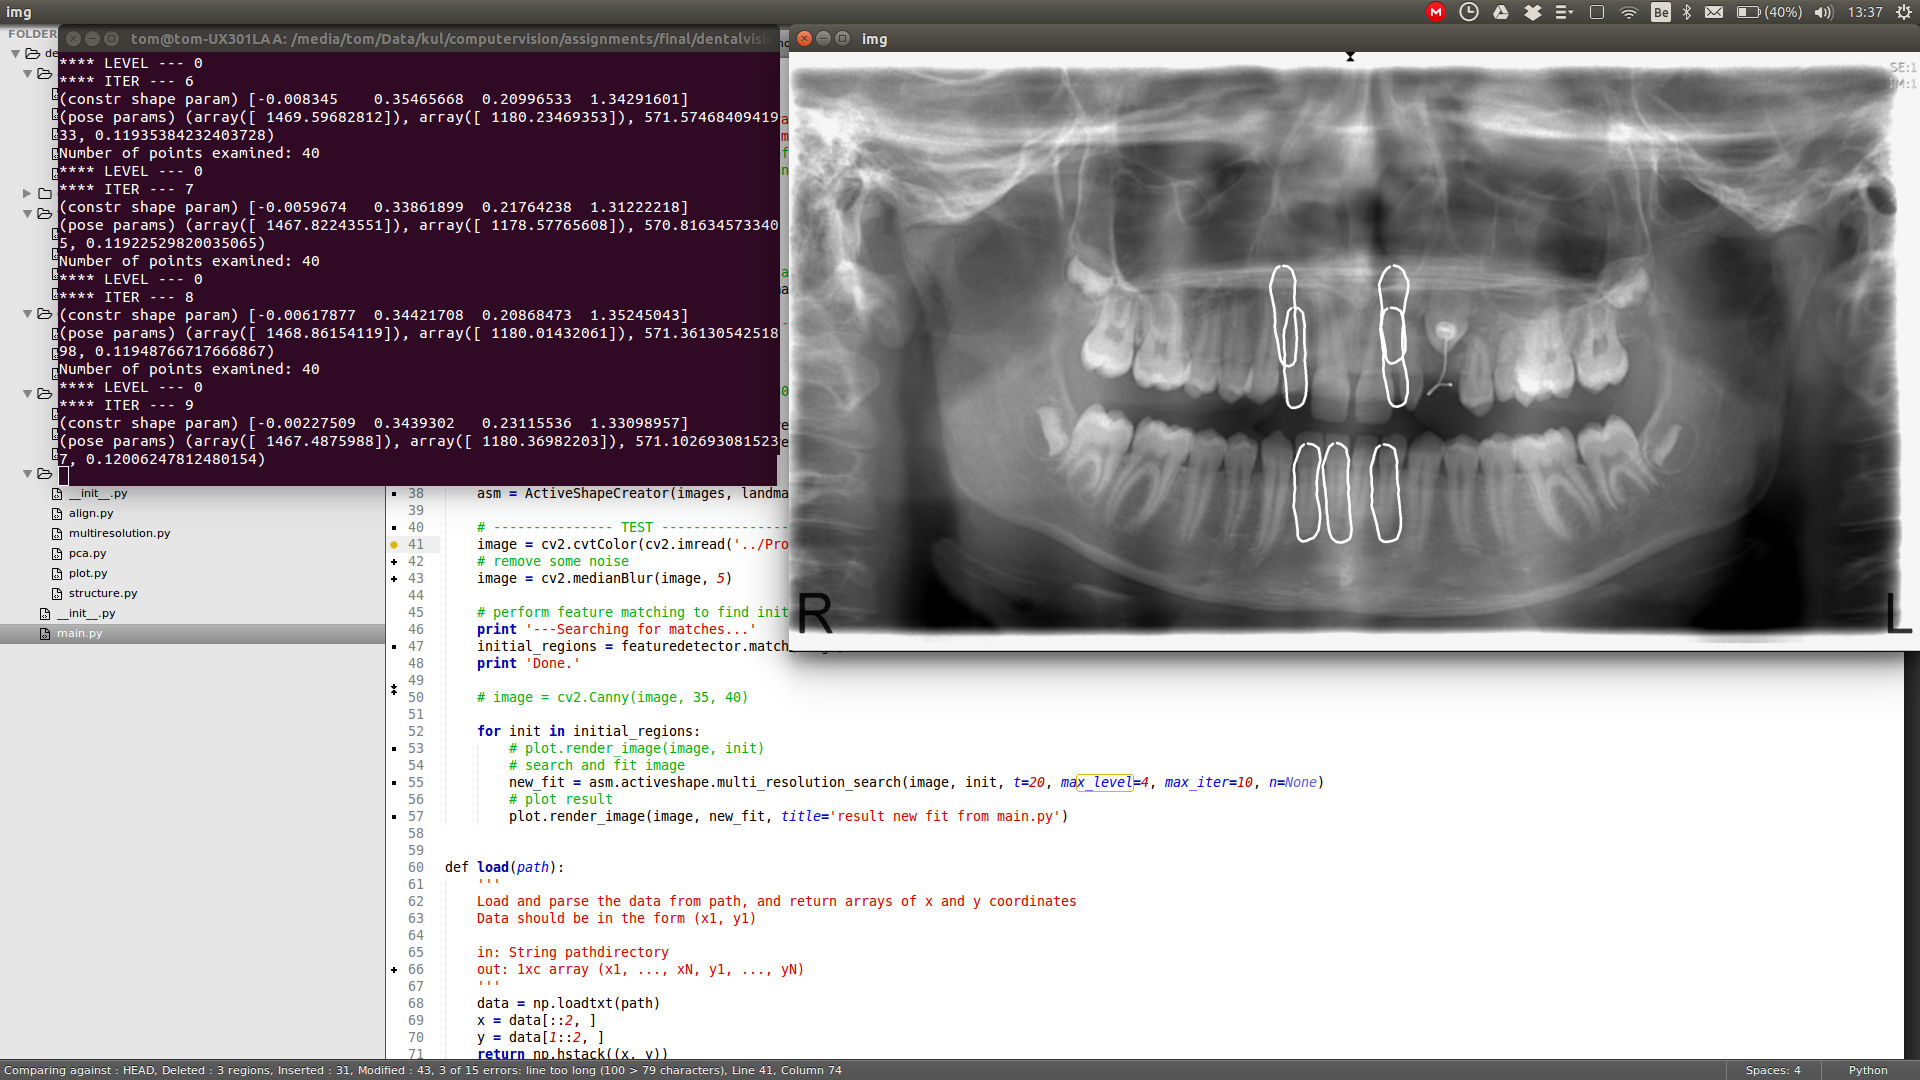 img
Be
(40%)
13:37
FOLDER
de
tom@tom-UX301LAA: /media/tom/Data/kul/computervision/assignments/final/dentalvisi
**** LEVEL --- 0
**** ITER --- 6
(constr shape param) [-0.008345    0.35465668  0.20996533  1.34291601]
(pose params) (array([ 1469.59682812]), array([ 1180.23469353]), 571.57468409419
33, 0.11935384232403728)
Number of points examined: 40
**** LEVEL --- 0
**** ITER --- 7
(constr shape param) [-0.0059674   0.33861899  0.21764238  1.31222218]
(pose params) (array([ 1467.82243551]), array([ 1178.57765608]), 570.81634573340
5, 0.11922529820035065)
Number of points examined: 40
**** LEVEL --- 0
**** ITER --- 8
(constr shape param) [-0.00617877  0.34421708  0.20868473  1.35245043]
(pose params) (array([ 1468.86154119]), array([ 1180.01432061]), 571.36130542518
98, 0.11948766717666867)
Number of points examined: 40
**** LEVEL --- 0
**** ITER --- 9
(constr shape param) [-0.00227509  0.3439302   0.23115536  1.33098957]
(pose params) (array([ 1467.4875988]), array([ 1180.36982203]), 571.102693081523
7, 0.12006247812480154)
img
SE:1
IM:1
R
L
__init__.py
align.py
multiresolution.py
pca.py
plot.py
structure.py
__init__.py
main.py
38 asm = ActiveShapeCreator(images, landma
39
40 # --------------- TEST ----------------
41 image = cv2.cvtColor(cv2.imread('../Pro
42 # remove some noise
43 image = cv2.medianBlur(image, 5)
44
45 # perform feature matching to find init
46 print '---Searching for matches...'
47 initial_regions = featuredetector.match
48 print 'Done.'
49
50 # image = cv2.Canny(image, 35, 40)
51
52 for init in initial_regions:
53 # plot.render_image(image, init)
54 # search and fit image
55 new_fit = asm.activeshape.multi_resolution_search(image, init, t=20, max_level=4, max_iter=10, n=None)
56 # plot result
57 plot.render_image(image, new_fit, title='result new fit from main.py')
58
59
60 def load(path):
61 '''
62 Load and parse the data from path, and return arrays of x and y coordinates
63 Data should be in the form (x1, y1)
64
65 in: String pathdirectory
66 out: 1xc array (x1, ..., xN, y1, ..., yN)
67 '''
68 data = np.loadtxt(path)
69 x = data[::2, ]
70 y = data[1::2, ]
71 return np.hstack((x, y))
Comparing against : HEAD, Deleted : 3 regions, Inserted : 31, Modified : 43, 3 of 15 errors: line too long (100 > 79 characters), Line 41, Column 74
Spaces: 4
Python